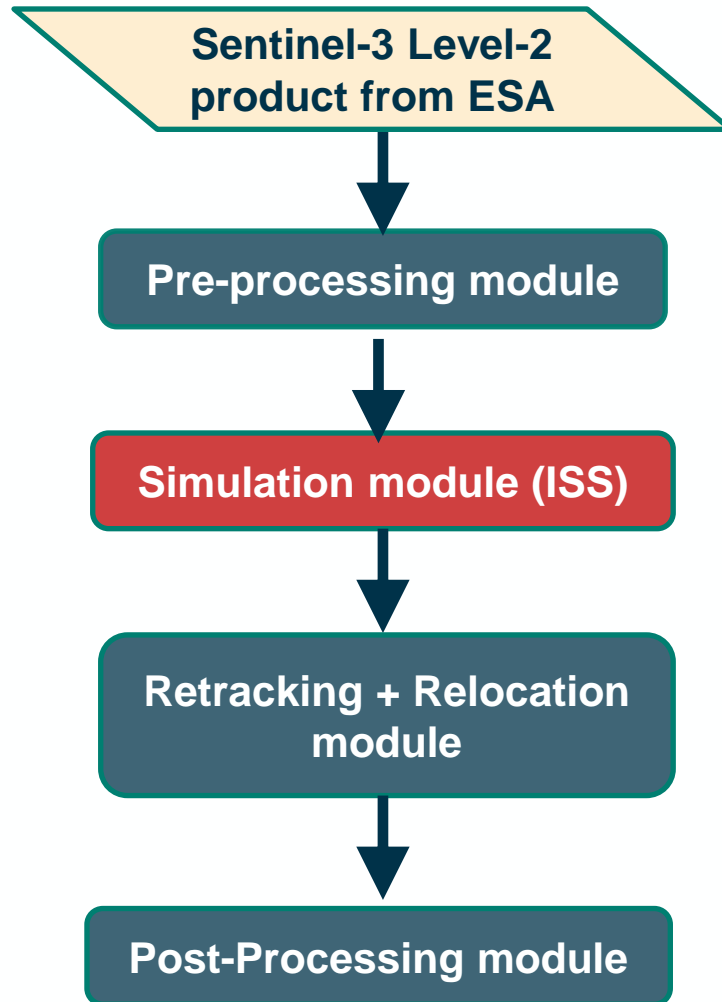 Sentinel-3 Level-2
product from ESA
Pre-processing module
Simulation module (ISS)
Retracking + Relocation
module
Post-Processing module